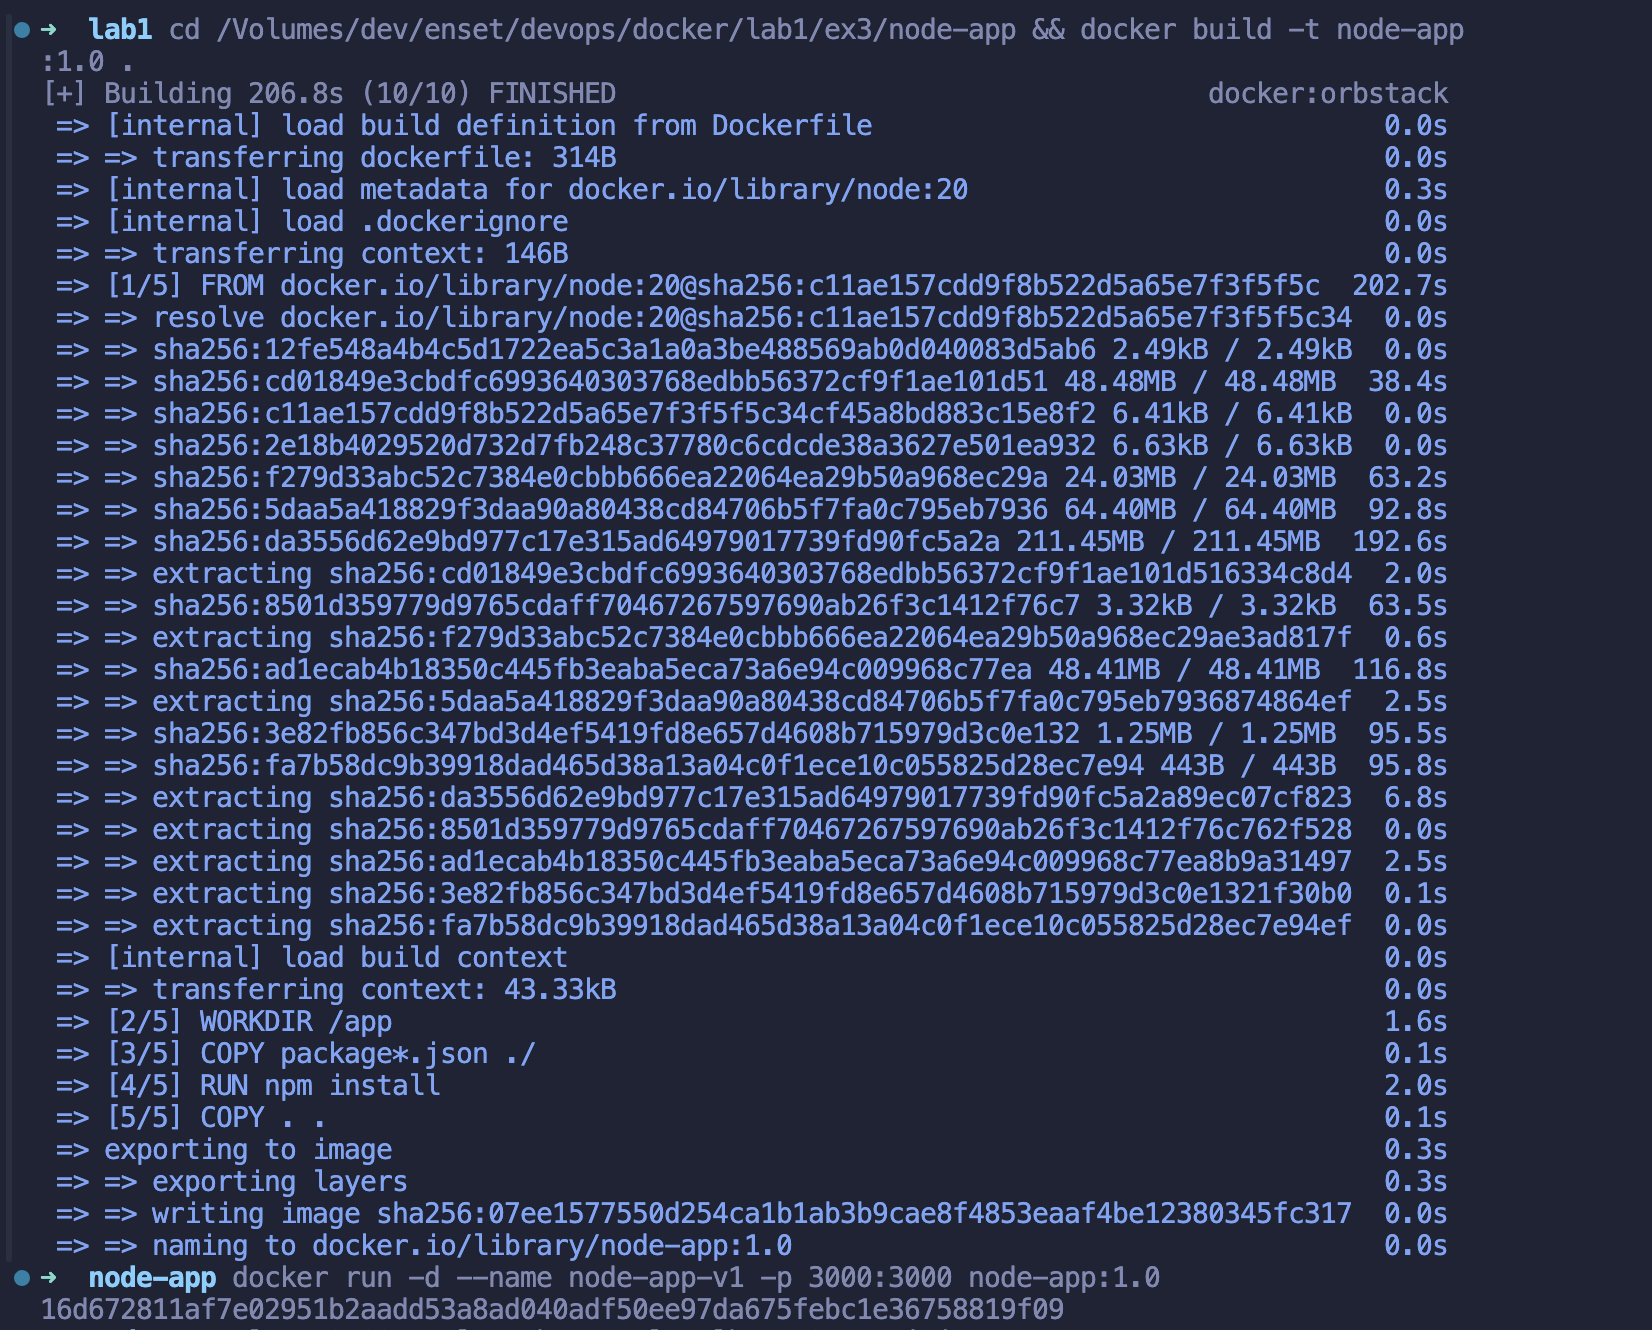 ➜ lab1 cd /Volumes/dev/enset/devops/docker/lab1/ex3/node-app && docker build -t node-app
:1.0 .
[+] Building 206.8s (10/10) FINISHED docker:orbstack
=> [internal] load build definition from Dockerfile 0.0s
=> => transferring dockerfile: 314B 0.0s
=> [internal] load metadata for docker.io/library/node:20 0.3s
=> [internal] load .dockerignore 0.0s
=> => transferring context: 146B 0.0s
=> [1/5] FROM docker.io/library/node:20@sha256:c11ae157cdd9f8b522d5a65e7f3f5f5c 202.7s
=> => resolve docker.io/library/node:20@sha256:c11ae157cdd9f8b522d5a65e7f3f5f5c34 0.0s
=> => sha256:12fe548a4b4c5d1722ea5c3a1a0a3be488569ab0d040083d5ab6 2.49kB / 2.49kB 0.0s
=> => sha256:cd01849e3cbdfc6993640303768edbb56372cf9f1ae101d51 48.48MB / 48.48MB 38.4s
=> => sha256:c11ae157cdd9f8b522d5a65e7f3f5f5c34cf45a8bd883c15e8f2 6.41kB / 6.41kB 0.0s
=> => sha256:2e18b4029520d732d7fb248c37780c6cdcde38a3627e501ea932 6.63kB / 6.63kB 0.0s
=> => sha256:f279d33abc52c7384e0cbbb666ea22064ea29b50a968ec29a 24.03MB / 24.03MB 63.2s
=> => sha256:5daa5a418829f3daa90a80438cd84706b5f7fa0c795eb7936 64.40MB / 64.40MB 92.8s
=> => sha256:da3556d62e9bd977c17e315ad64979017739fd90fc5a2a 211.45MB / 211.45MB 192.6s
=> => extracting sha256:cd01849e3cbdfc6993640303768edbb56372cf9f1ae101d516334c8d4 2.0s
=> => sha256:8501d359779d9765cdaff70467267597690ab26f3c1412f76c7 3.32kB / 3.32kB 63.5s
=> => extracting sha256:f279d33abc52c7384e0cbbb666ea22064ea29b50a968ec29ae3ad817f 0.6s
=> => sha256:ad1ecab4b18350c445fb3eaba5eca73a6e94c009968c77ea 48.41MB / 48.41MB 116.8s
=> => extracting sha256:5daa5a418829f3daa90a80438cd84706b5f7fa0c795eb7936874864ef 2.5s
=> => sha256:3e82fb856c347bd3d4ef5419fd8e657d4608b715979d3c0e132 1.25MB / 1.25MB 95.5s
=> => sha256:fa7b58dc9b39918dad465d38a13a04c0f1ece10c055825d28ec7e94 443B / 443B 95.8s
=> => extracting sha256:da3556d62e9bd977c17e315ad64979017739fd90fc5a2a89ec07cf823 6.8s
=> => extracting sha256:8501d359779d9765cdaff70467267597690ab26f3c1412f76c762f528 0.0s
=> => extracting sha256:ad1ecab4b18350c445fb3eaba5eca73a6e94c009968c77ea8b9a31497 2.5s
=> => extracting sha256:3e82fb856c347bd3d4ef5419fd8e657d4608b715979d3c0e1321f30b0 0.1s
=> => extracting sha256:fa7b58dc9b39918dad465d38a13a04c0f1ece10c055825d28ec7e94ef 0.0s
=> [internal] load build context 0.0s
=> => transferring context: 43.33kB 0.0s
=> [2/5] WORKDIR /app 1.6s
=> [3/5] COPY package*.json ./ 0.1s
=> [4/5] RUN npm install 2.0s
=> [5/5] COPY . . 0.1s
=> exporting to image 0.3s
=> => exporting layers 0.3s
=> => writing image sha256:07ee1577550d254ca1b1ab3b9cae8f4853eaaf4be12380345fc317 0.0s
=> => naming to docker.io/library/node-app:1.0 0.0s
➜ node-app docker run -d --name node-app-v1 -p 3000:3000 node-app:1.0
16d672811af7e02951b2aadd53a8ad040adf50ee97da675febc1e36758819f09